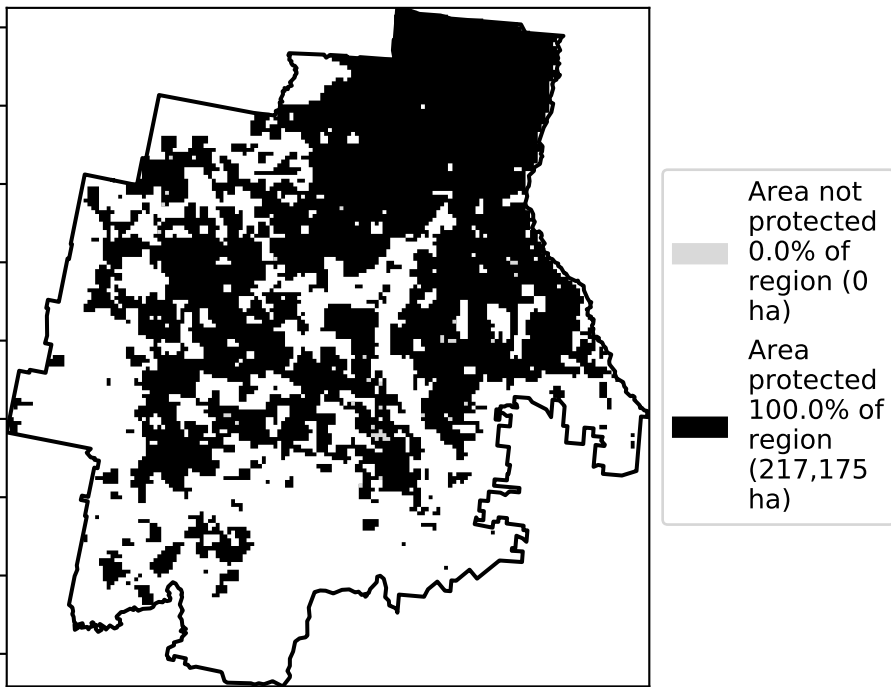 Area not
protected
0.0% of
region (0
ha)
Area
protected
100.0% of
region
(217,175
ha)